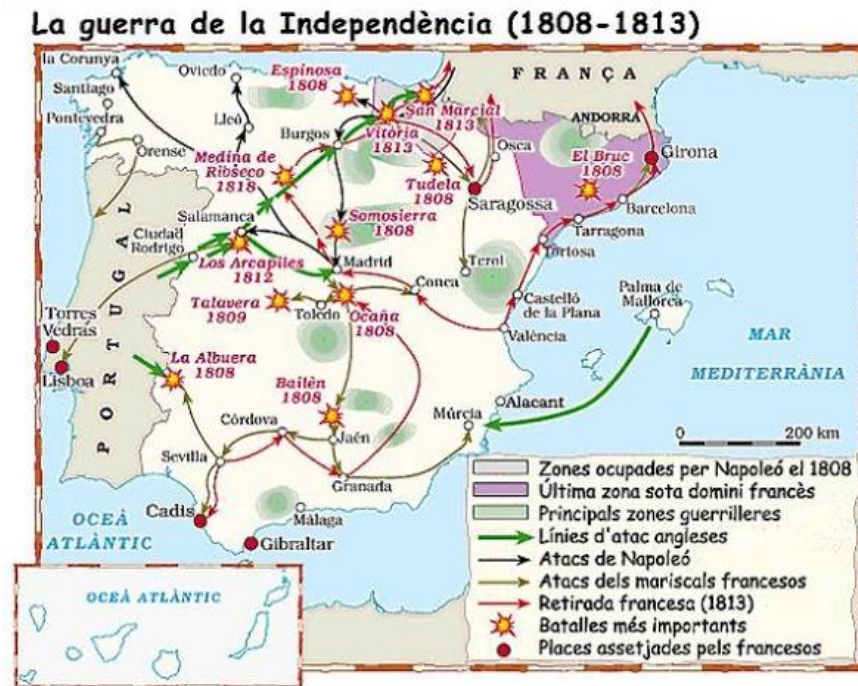 La guerra de la Independència (1808-1813)
la Corunya
Oviedo
Espinosa
1808
FRANÇA
Santiago
San Marcial
1813
ANDORRA
Pontevedra
Lleó
Burgos
Vitòria
1813
Osca
Girona
Orense
Medina de
Ribseco
1818
El Bruc
1808
Tudela
1808
Saragossa
Barcelona
Salamanca
Somosierra
1808
Tarragona
Ciudad
Rodrigo
Tortosa
PORTUGAL
Los Arcapiles
1812
Madrid
Terol
Conca
Palma de
Mallorca
Talavera
1809
Toledo
Ocaña
1808
Castelló
de la Plana
Torres
Vedras
València
MAR
MEDITERRÀNIA
Lisboa
La Albuera
1808
Bailèn
1808
Alacant
Múrcia
Còrdova
Jaén
0 200 km
Sevilla
Granada
Cadis
Màlaga
Gibraltar
OCEÀ
ATLÀNTIC
OCEÀ ATLÀNTIC
Zones ocupades per Napoleó el 1808
Última zona sota domini francès
Principals zones guerrilleres
Línies d'atac angleses
Atacs de Napoleó
Atacs dels mariscals francesos
Retirada francesa (1813)
Batalles més importants
Places assetjades pels francesos